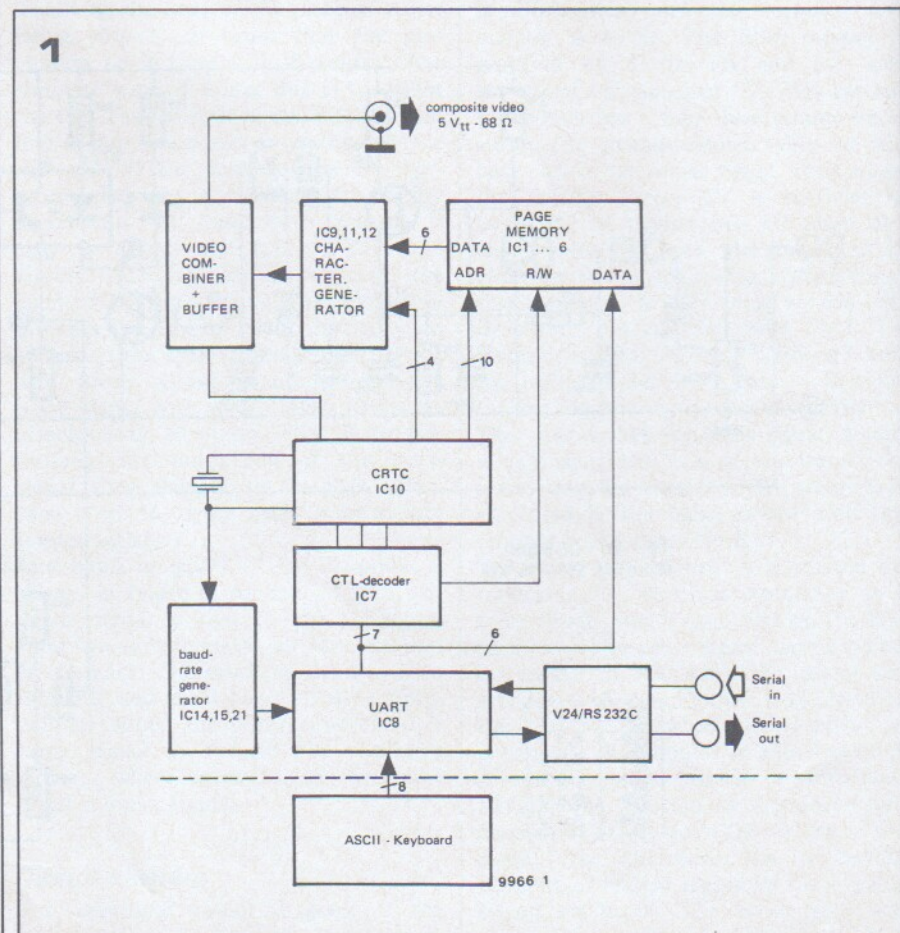 1
composite video
5 Vtt - 68 Ω
VIDEO
COM-
BINER
+
BUFFER
IC9,11,12
CHA-
RAC-
TER.
GENE-
RATOR
6
PAGE
MEMORY
IC1 ... 6
DATA
ADR R/W DATA
4
10
CRTC
IC10
CTL-decoder
IC7
7
6
baud-
rate
gene-
rator
IC14,15,21
UART
IC8
V24/RS 232C
Serial
in
Serial
out
8
ASCII - Keyboard
9966 1